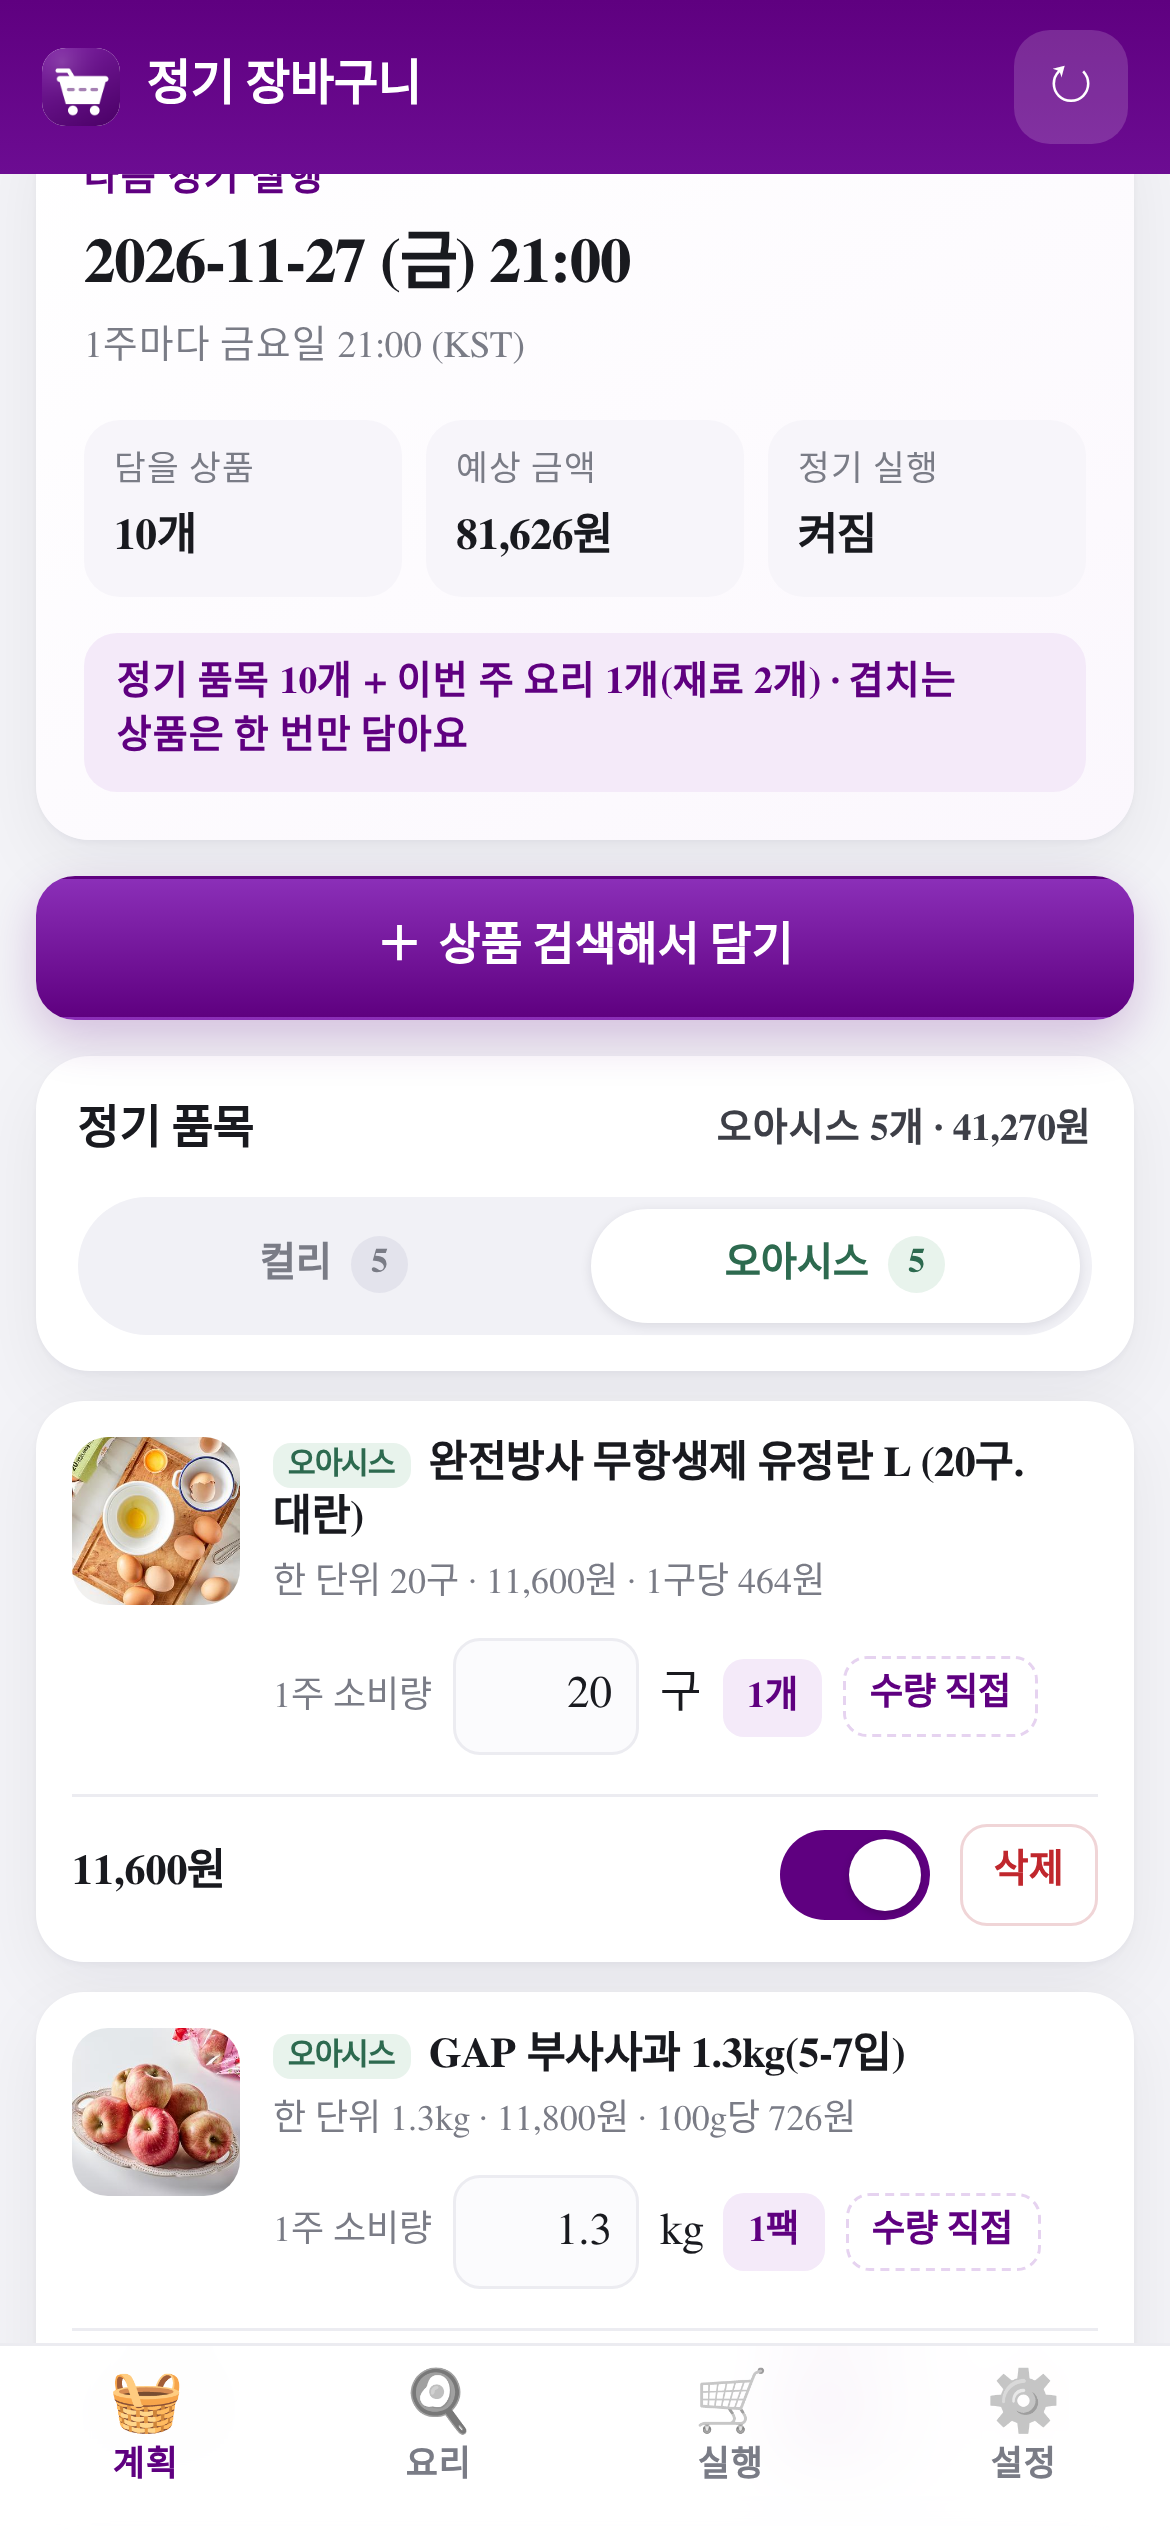 정기 장바구니
다음 정기 실행
2026-11-27 (금) 21:00
1주마다 금요일 21:00 (KST)
담을 상품
10개
예상 금액
81,626원
정기 실행
켜짐
정기 품목 10개 + 이번 주 요리 1개(재료 2개) · 겹치는
상품은 한 번만 담아요
+ 상품 검색해서 담기
정기 품목
오아시스 5개 · 41,270원
컬리 5
오아시스 5
오아시스 완전방사 무항생제 유정란 L (20구.
대란)
한 단위 20구 · 11,600원 · 1구당 464원
1주 소비량 20 구 1개 수량 직접
11,600원
삭제
오아시스 GAP 부사사과 1.3kg(5-7입)
한 단위 1.3kg · 11,800원 · 100g당 726원
1주 소비량 1.3 kg 1팩 수량 직접
계획
요리
실행
설정